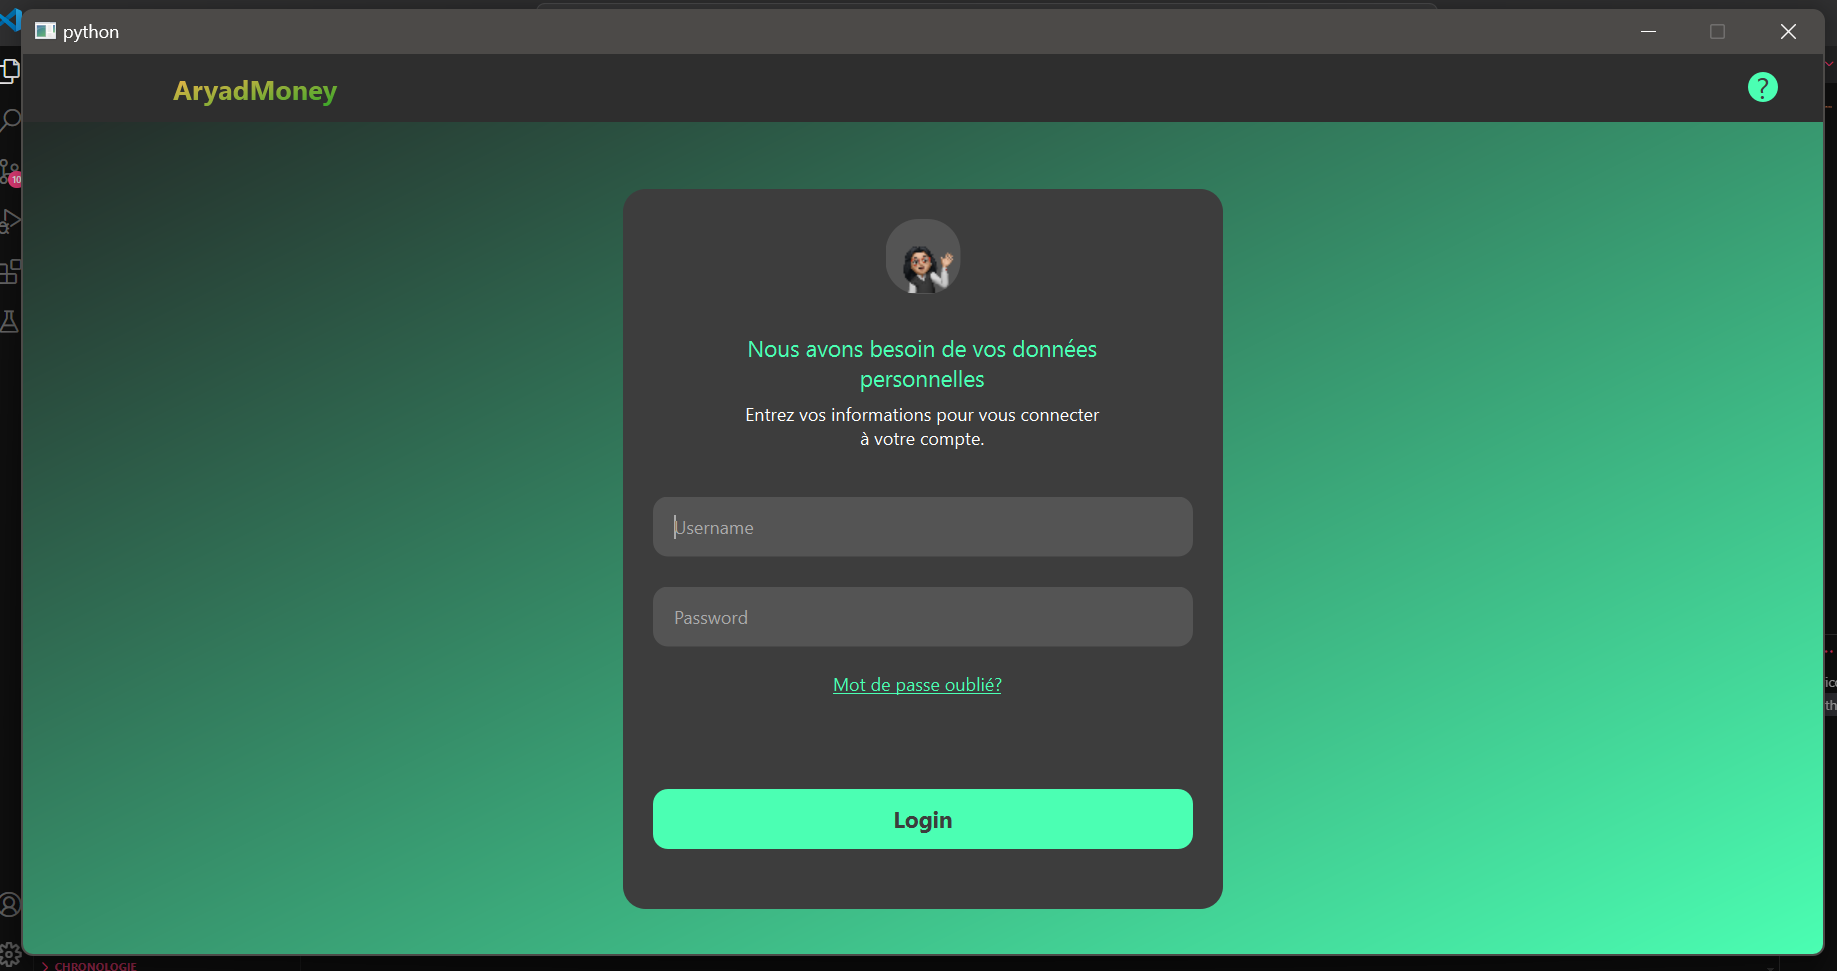 python
AryadMoney
?
10
Nous avons besoin de vos données
personnelles
Entrez vos informations pour vous connecter
à votre compte.
Username
Password
Mot de passe oublié?
Login
CHRONOLOGIE